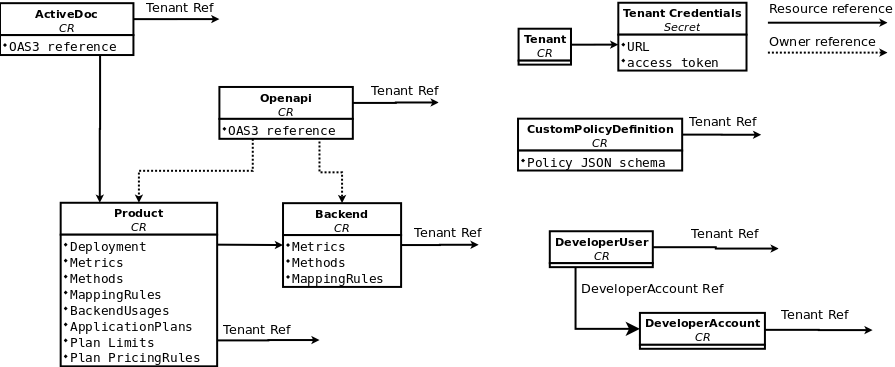 ActiveDoc
CR
OAS3 reference
Tenant Ref
Openapi
CR
OAS3 reference
Tenant Ref
Product
CR
Deployment
Metrics
Methods
MappingRules
BackendUsages
ApplicationPlans
Plan Limits
Plan PricingRules
Tenant Ref
Backend
CR
Metrics
Methods
MappingRules
Tenant Ref
Tenant
CR
Tenant Credentials
Secret
URL
access token
Resource reference
Owner reference
CustomPolicyDefinition
CR
Policy JSON schema
Tenant Ref
DeveloperUser
CR
Tenant Ref
DeveloperAccount Ref
DeveloperAccount
CR
Tenant Ref